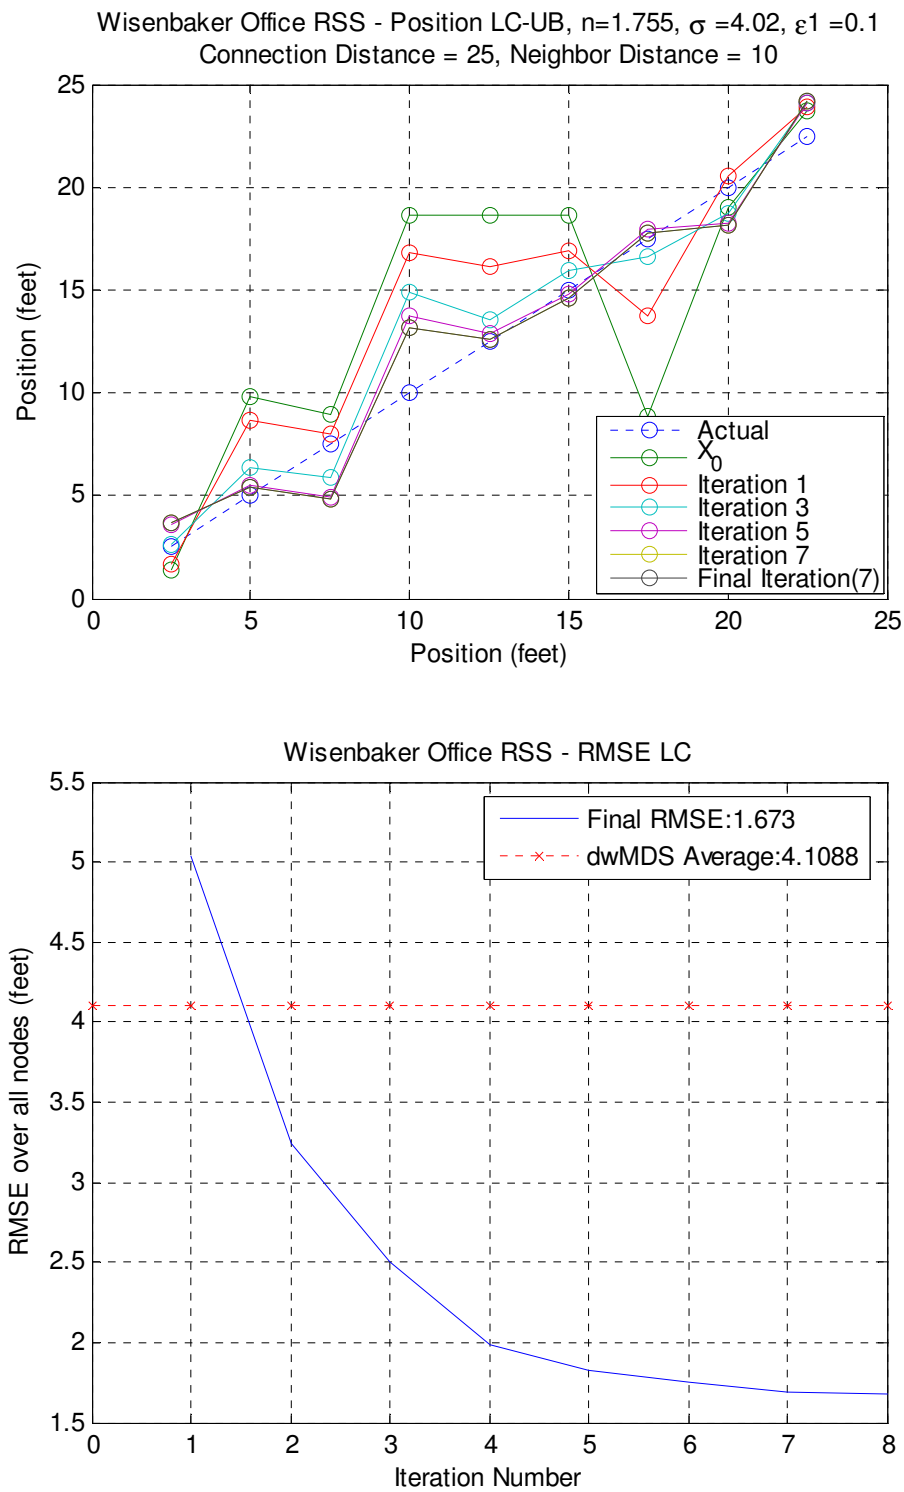 Wisenbaker Office RSS - Position LC-UB, n=1.755, σ =4.02, ε1 =0.1
Connection Distance = 25, Neighbor Distance = 10
25
20
15
10
5
0
Position (feet)
Actual
X0
Iteration 1
Iteration 3
Iteration 5
Iteration 7
Final Iteration(7)
0 5 10 15 20 25
Position (feet)
Wisenbaker Office RSS - RMSE LC
5.5
5
4.5
4
3.5
3
2.5
2
1.5
RMSE over all nodes (feet)
Final RMSE:1.673
dwMDS Average:4.1088
0 1 2 3 4 5 6 7 8
Iteration Number